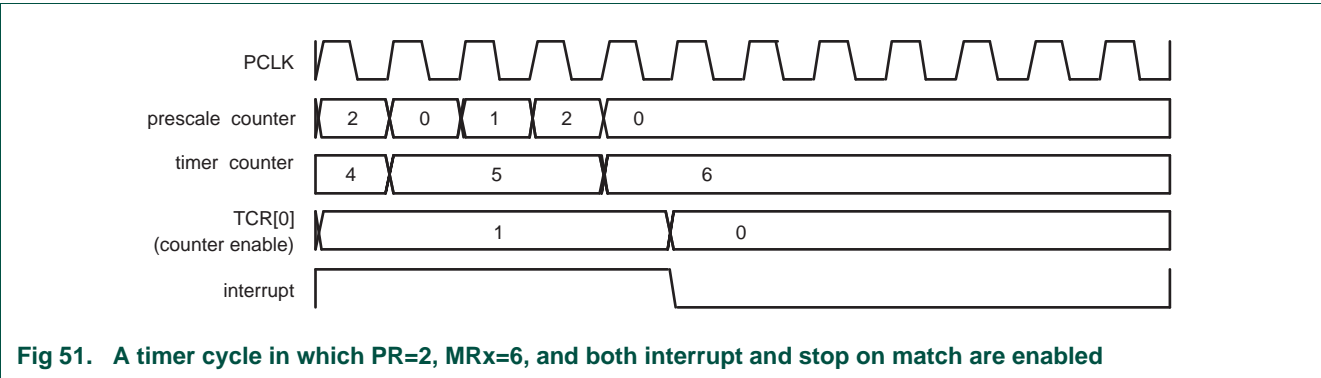 PCLK
prescale counter 2 0 1 2 0
timer counter 4 5 6
TCR[0]
(counter enable) 1 0
interrupt
Fig 51. A timer cycle in which PR=2, MRx=6, and both interrupt and stop on match are enabled